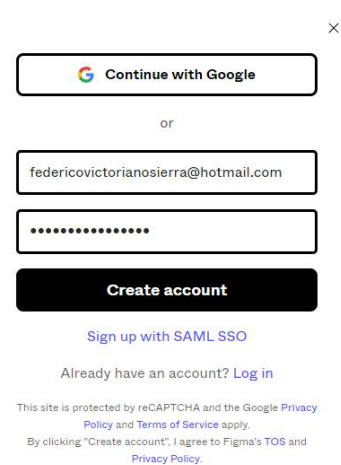 Continue with Google
or
federicovictorianosierra@hotmail.com
••••••••••••••••
Create account
Sign up with SAML SSO
Already have an account? Log in
This site is protected by reCAPTCHA and the Google Privacy
Policy and Terms of Service apply.
By clicking "Create account", I agree to Figma's TOS and
Privacy Policy.